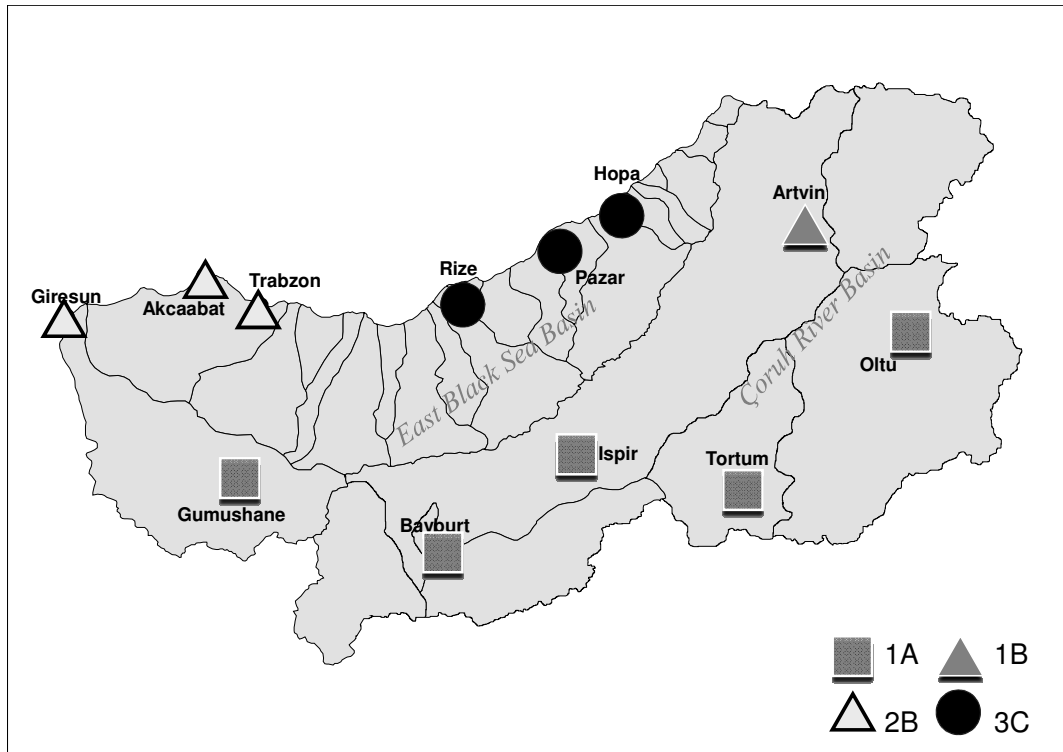 Hopa
Artvin
Rize
Trabzon
Pazar
Giresun
Akcaabat
East Black Sea Basin
Çoruh River Basin
Oltu
Ispir
Tortum
Gumushane
Bayburt
1A
1B
2B
3C